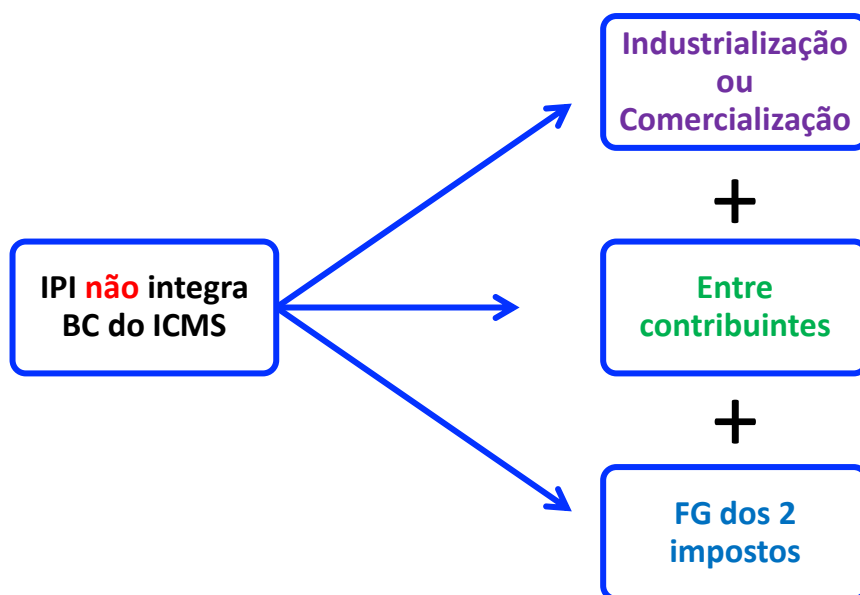 Industrialização
ou
Comercialização
+
IPI não integra
BC do ICMS
Entre
contribuintes
+
FG dos 2
impostos